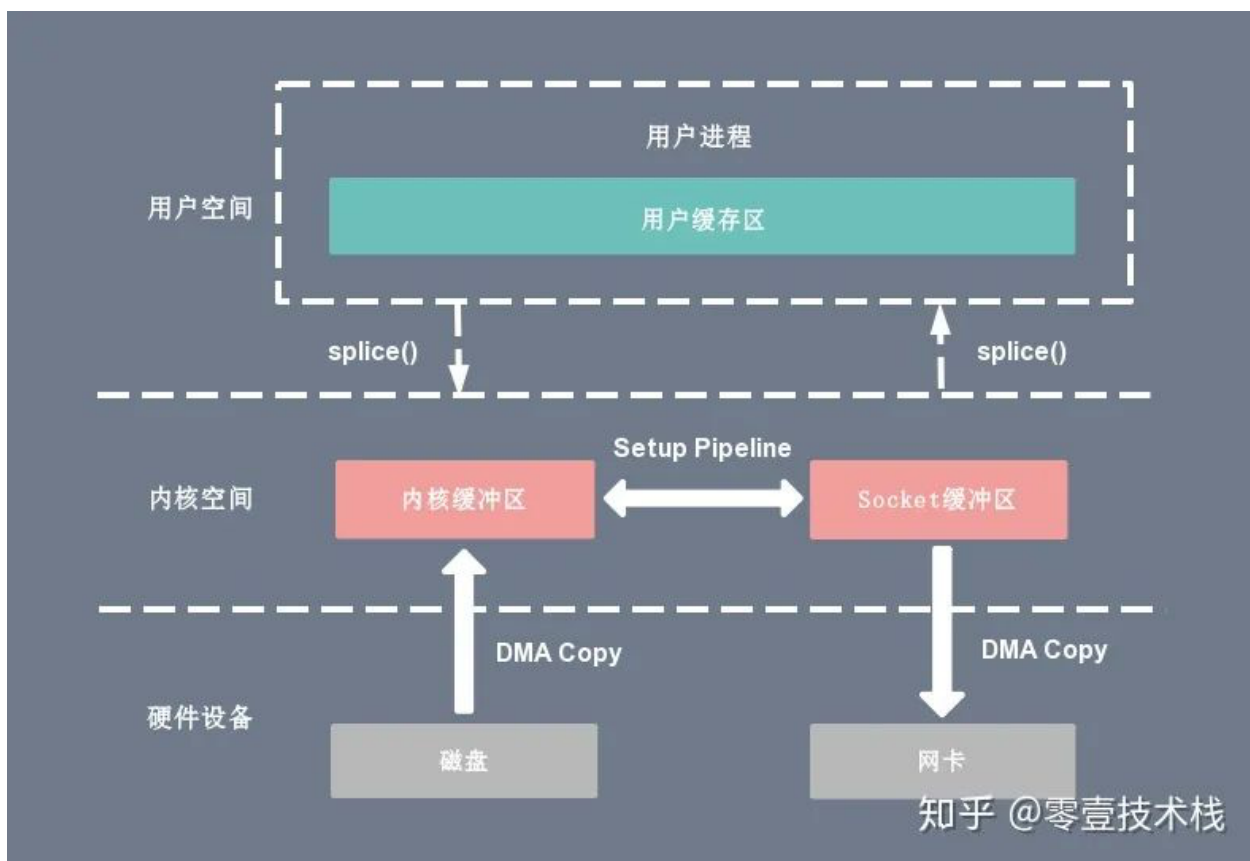 用户进程
用户空间
用户缓存区
splice()
splice()
Setup Pipeline
内核空间
内核缓冲区
Socket缓冲区
DMA Copy
DMA Copy
硬件设备
磁盘
网卡
知乎 @零壹技术栈